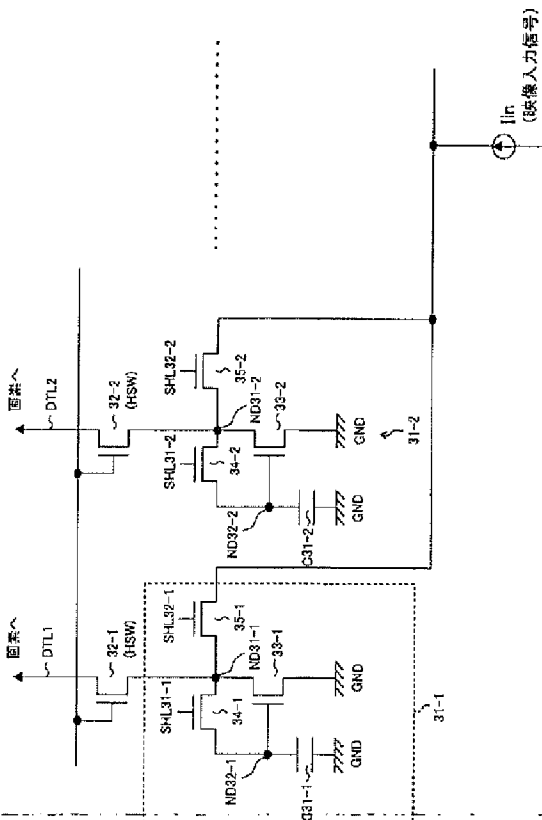 画素へ
DTL1
32-1
(HSW)
SHL31-1
SHL32-1
34-1
35-1
ND31-1
33-1
ND32-1
C31-1
GND
GND
31-1
画素へ
DTL2
32-2
(HSW)
SHL31-2
SHL32-2
34-2
35-2
ND31-2
33-2
ND32-2
C31-2
GND
GND
31-2
Iin
(映像入力信号)